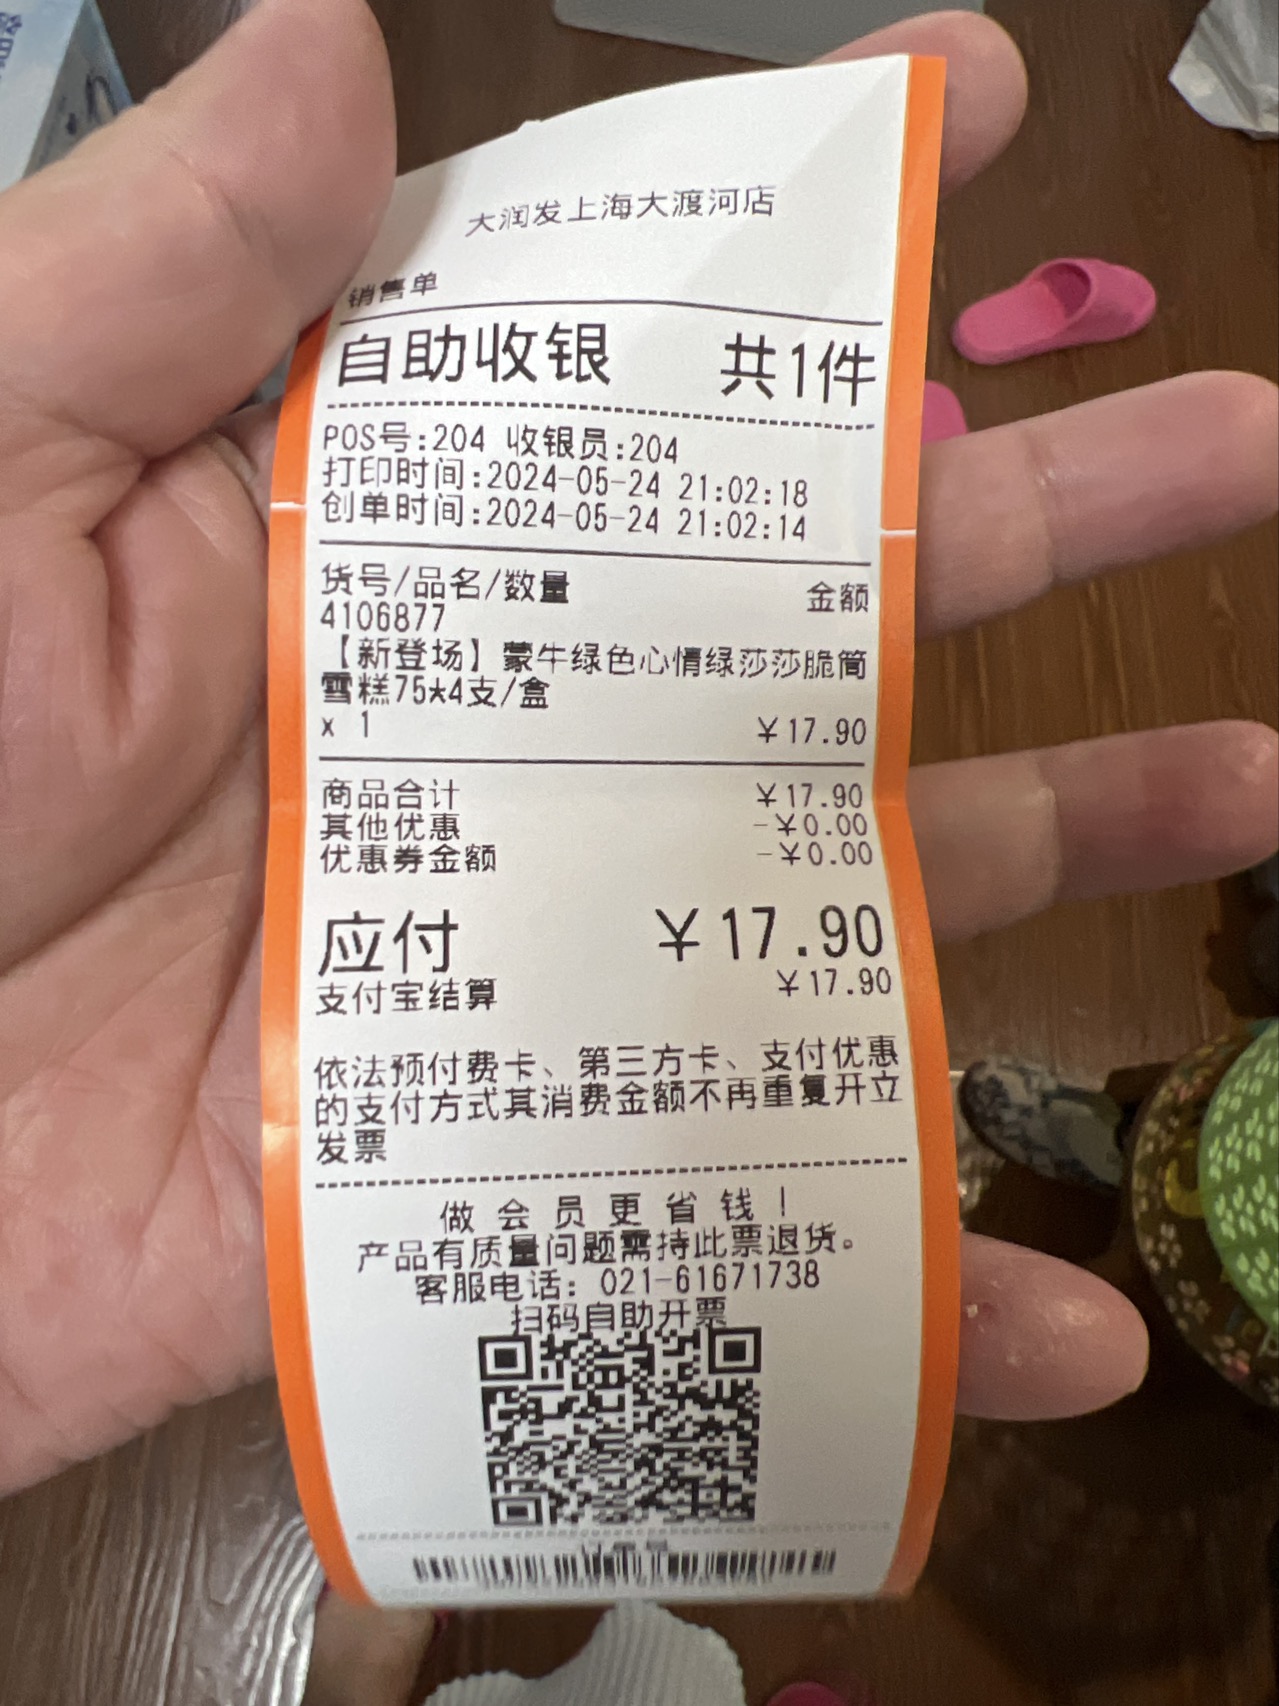 大润发上海大渡河店
销售单
自助收银 共1件
POS号:204 收银员:204
打印时间:2024-05-24 21:02:18
创单时间:2024-05-24 21:02:14
货号/品名/数量 金额
4106877
【新登场】蒙牛绿色心情绿莎莎脆筒
雪糕75*4支/盒
x 1 ¥17.90
商品合计 ¥17.90
其他优惠 -¥0.00
优惠券金额 -¥0.00
应付 ¥17.90
支付宝结算 ¥17.90
依法预付费卡、第三方卡、支付优惠
的支付方式其消费金额不再重复开立
发票
做会员更省钱!
产品有质量问题需持此票退货。
客服电话: 021-61671738
扫码自助开票